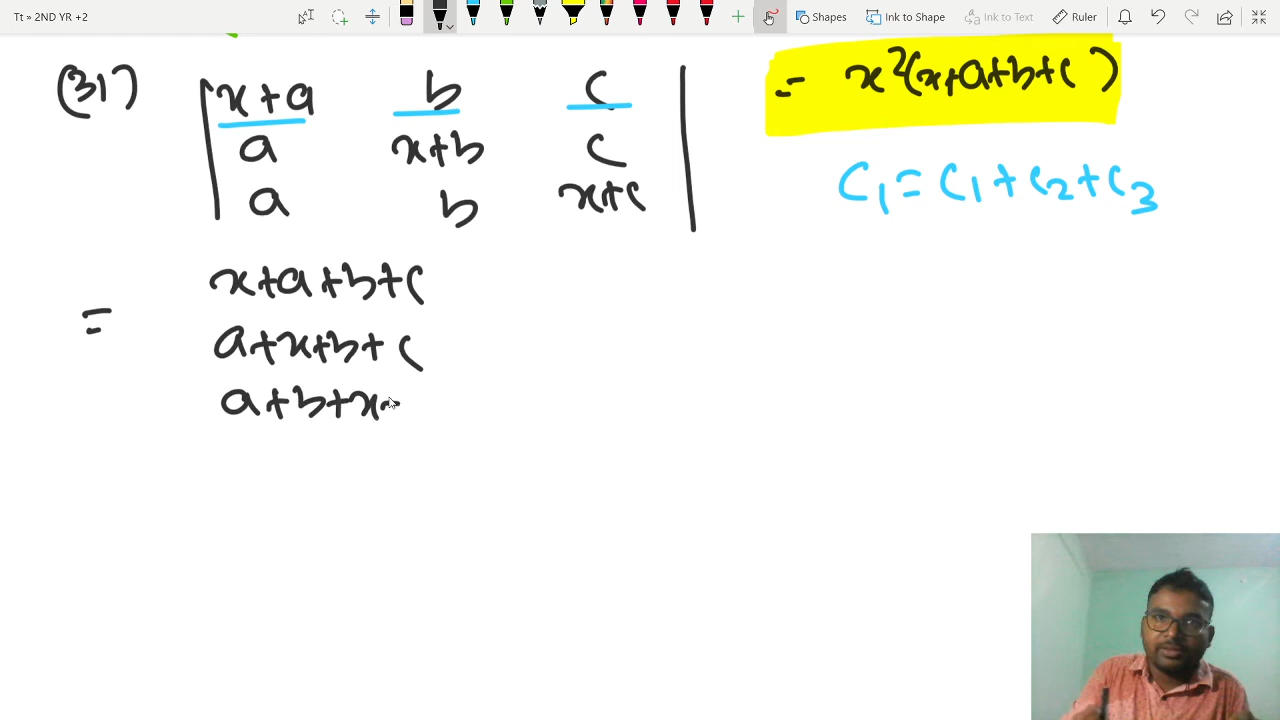 Tt » 2ND YR +2
Shapes Ink to Shape Ink to Text Ruler
(31) x+a b c = x²(x+a+b+c)
a x+b c
a b x+c
C₁ = C₁+C₂+C₃
= x+a+b+c
a+x+b+c
a+b+x